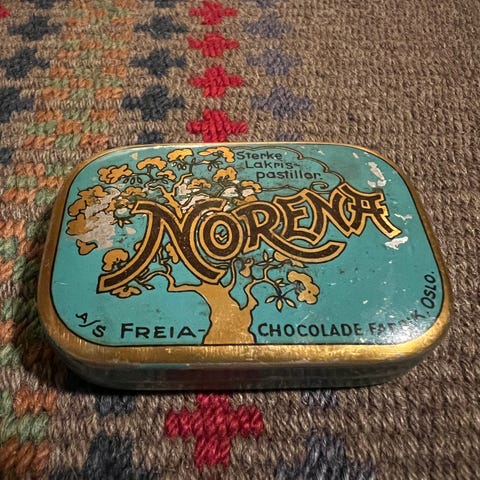 Sterke
Lakris-
pastiller
NORENA
A/S FREIA-CHOCOLADE FABRIK, OSLO.